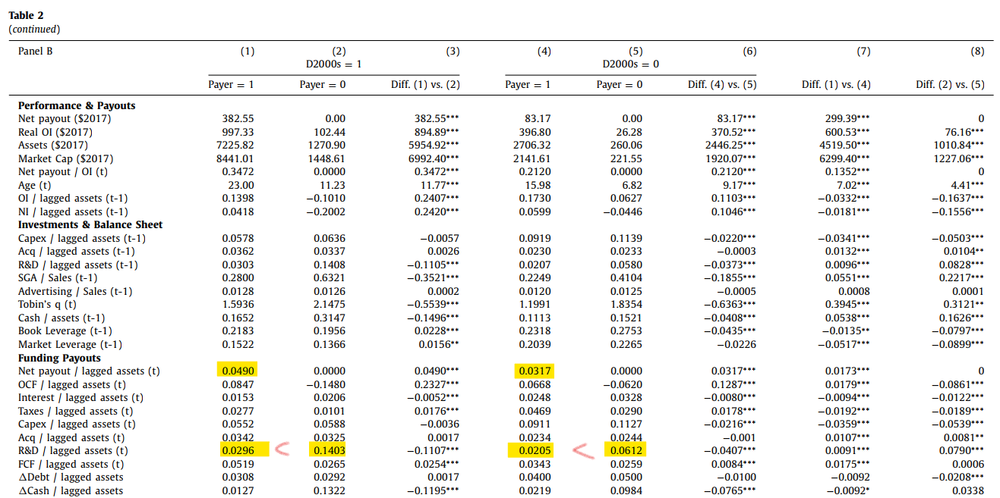 Table 2
(continued)
Panel B (1) (2) (3) (4) (5) (6) (7) (8)
D2000s = 1 D2000s = 0
Payer = 1 Payer = 0 Diff. (1) vs. (2) Payer = 1 Payer = 0 Diff. (4) vs. (5) Diff. (1) vs. (4) Diff. (2) vs. (5)
Performance & Payouts
Net payout ($2017) 382.55 0.00 382.55*** 83.17 0.00 83.17*** 299.39*** 0
Real OI ($2017) 997.33 102.44 894.89*** 396.80 26.28 370.52*** 600.53*** 76.16***
Assets ($2017) 7225.82 1270.90 5954.92*** 2706.32 260.06 2446.25*** 4519.50*** 1010.84***
Market Cap ($2017) 8441.01 1448.61 6992.40*** 2141.61 221.55 1920.07*** 6299.40*** 1227.06***
Net payout / OI (t) 0.3472 0.0000 0.3472*** 0.2120 0.0000 0.2120*** 0.1352*** 0
Age (t) 23.00 11.23 11.77*** 15.98 6.82 9.17*** 7.02*** 4.41***
OI / lagged assets (t-1) 0.1398 −0.1010 0.2407*** 0.1730 0.0627 0.1103*** −0.0332*** −0.1637***
NI / lagged assets (t-1) 0.0418 −0.2002 0.2420*** 0.0599 −0.0446 0.1046*** −0.0181*** −0.1556***
Investments & Balance Sheet
Capex / lagged assets (t-1) 0.0578 0.0636 −0.0057 0.0919 0.1139 −0.0220*** −0.0341*** −0.0503***
Acq / lagged assets (t-1) 0.0362 0.0337 0.0026 0.0230 0.0233 −0.0003 0.0132*** 0.0104**
R&D / lagged assets (t-1) 0.0303 0.1408 −0.1105*** 0.0207 0.0580 −0.0373*** 0.0096*** 0.0828***
SGA / Sales (t-1) 0.2800 0.6321 −0.3521*** 0.2249 0.4104 −0.1855*** 0.0551*** 0.2217***
Advertising / Sales (t-1) 0.0128 0.0126 0.0002 0.0120 0.0125 −0.0005 0.0008 0.0001
Tobin's q (t) 1.5936 2.1475 −0.5539*** 1.1991 1.8354 −0.6363*** 0.3945*** 0.3121**
Cash / assets (t-1) 0.1652 0.3147 −0.1496*** 0.1113 0.1521 −0.0408*** 0.0538*** 0.1626***
Book Leverage (t-1) 0.2183 0.1956 0.0228*** 0.2318 0.2753 −0.0435*** −0.0135** −0.0797***
Market Leverage (t-1) 0.1522 0.1366 0.0156** 0.2039 0.2265 −0.0226 −0.0517*** −0.0899***
Funding Payouts
Net payout / lagged assets (t) 0.0490 0.0000 0.0490*** 0.0317 0.0000 0.0317*** 0.0173*** 0
OCF / lagged assets (t) 0.0847 −0.1480 0.2327*** 0.0668 −0.0620 0.1287*** 0.0179*** −0.0861***
Interest / lagged assets (t) 0.0153 0.0206 −0.0052*** 0.0248 0.0328 −0.0080*** −0.0094*** −0.0122***
Taxes / lagged assets (t) 0.0277 0.0101 0.0176*** 0.0469 0.0290 0.0178*** −0.0192*** −0.0189***
Capex / lagged assets (t) 0.0552 0.0588 −0.0036 0.0911 0.1127 −0.0216*** −0.0359*** −0.0539***
Acq / lagged assets (t) 0.0342 0.0325 0.0017 0.0234 0.0244 −0.001 0.0107*** 0.0081**
R&D / lagged assets (t) 0.0296 < 0.1403 −0.1107*** 0.0205 < 0.0612 −0.0407*** 0.0091*** 0.0790***
FCF / lagged assets (t) 0.0519 0.0265 0.0254*** 0.0343 0.0259 0.0084*** 0.0175*** 0.0006
ΔDebt / lagged assets 0.0308 0.0292 0.0017 0.0400 0.0500 −0.0100 −0.0092 −0.0208***
ΔCash / lagged assets 0.0127 0.1322 −0.1195*** 0.0219 0.0984 −0.0765*** −0.0092* 0.0338